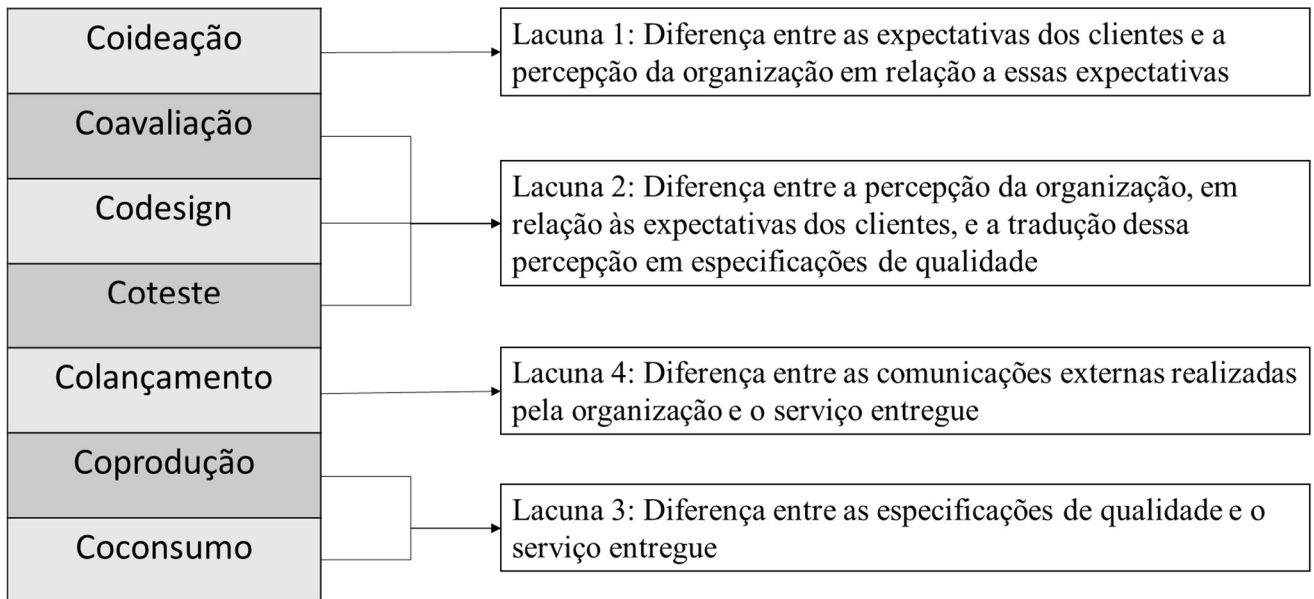 Coideação
Coavaliação
Codesign
Coteste
Colançamento
Coprodução
Coconsumo
Lacuna 1: Diferença entre as expectativas dos clientes e a
percepção da organização em relação a essas expectativas
Lacuna 2: Diferença entre a percepção da organização, em
relação às expectativas dos clientes, e a tradução dessa
percepção em especificações de qualidade
Lacuna 4: Diferença entre as comunicações externas realizadas
pela organização e o serviço entregue
Lacuna 3: Diferença entre as especificações de qualidade e o
serviço entregue